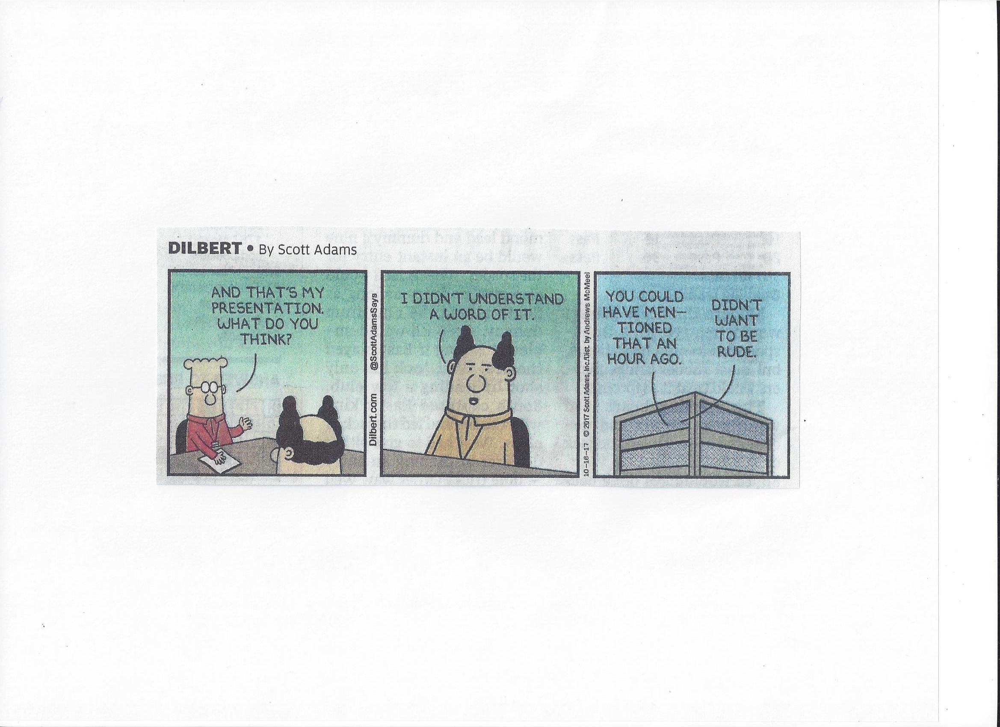 DILBERT • By Scott Adams
AND THAT'S MY
PRESENTATION.
WHAT DO YOU
THINK?
Dilbert.com @ScottAdamsSays
I DIDN'T UNDERSTAND
A WORD OF IT.
10-18-17 © 2017 Scott Adams, Inc./Dist. by Andrews McMeel
YOU COULD
HAVE MEN-
TIONED
THAT AN
HOUR AGO.
DIDN'T
WANT
TO BE
RUDE.